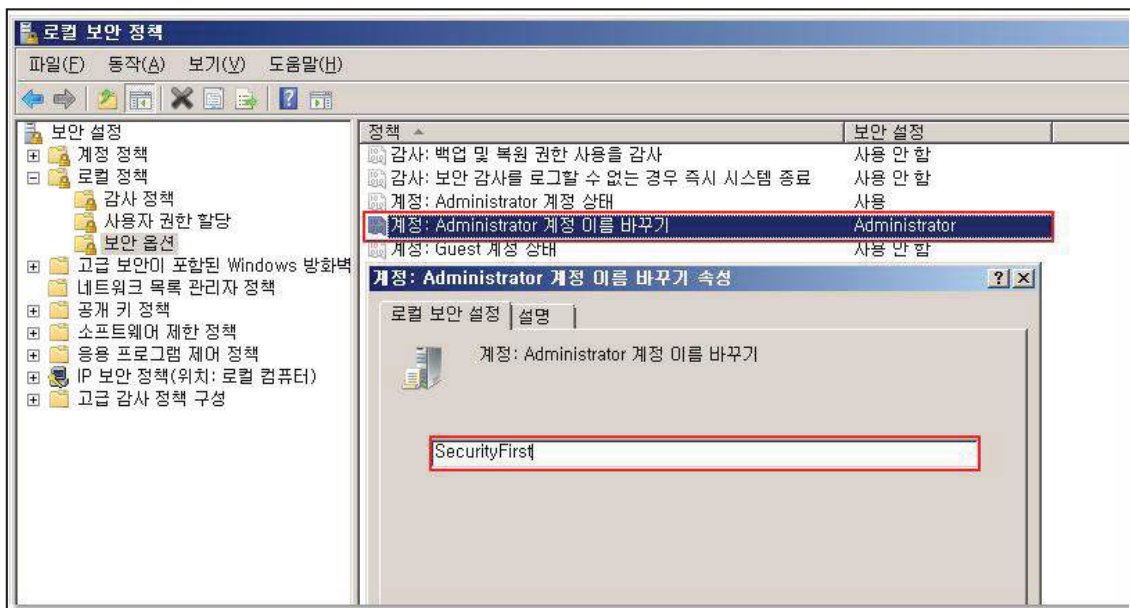 로컬 보안 정책
파일(F) 동작(A) 보기(V) 도움말(H)
보안 설정
계정 정책
로컬 정책
감사 정책
사용자 권한 할당
보안 옵션
고급 보안이 포함된 Windows 방화벽
네트워크 목록 관리자 정책
공개 키 정책
소프트웨어 제한 정책
응용 프로그램 제어 정책
IP 보안 정책(위치: 로컬 컴퓨터)
고급 감사 정책 구성
정책 보안 설정
감사: 백업 및 복원 권한 사용을 감사 사용 안 함
감사: 보안 감사를 로그할 수 없는 경우 즉시 시스템 종료 사용 안 함
계정: Administrator 계정 상태 사용
계정: Administrator 계정 이름 바꾸기 Administrator
계정: Guest 계정 상태 사용 안 함
계정: Administrator 계정 이름 바꾸기 속성
로컬 보안 설정 설명
계정: Administrator 계정 이름 바꾸기
SecurityFirst